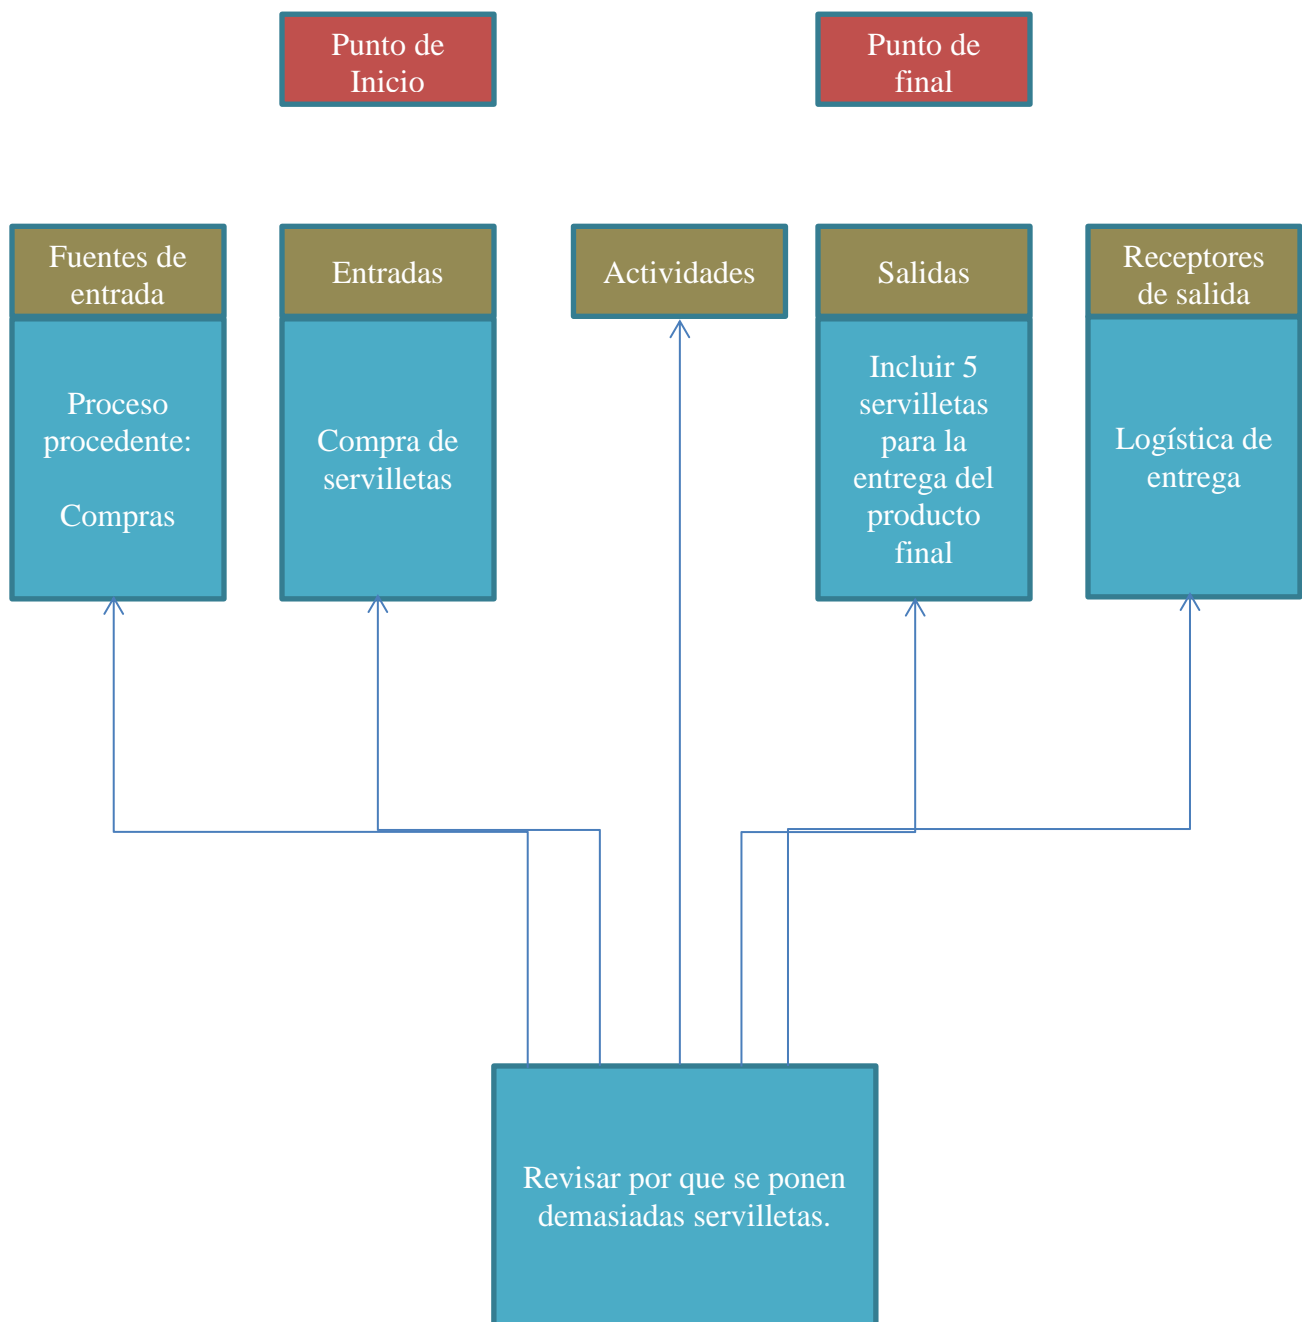 Punto de
Inicio
Punto de
final
Fuentes de
entrada
Entradas
Actividades
Salidas
Receptores
de salida
Proceso
procedente:
Compras
Compra de
servilletas
Incluir 5
servilletas
para la
entrega del
producto
final
Logística de
entrega
Revisar por que se ponen
demasiadas servilletas.